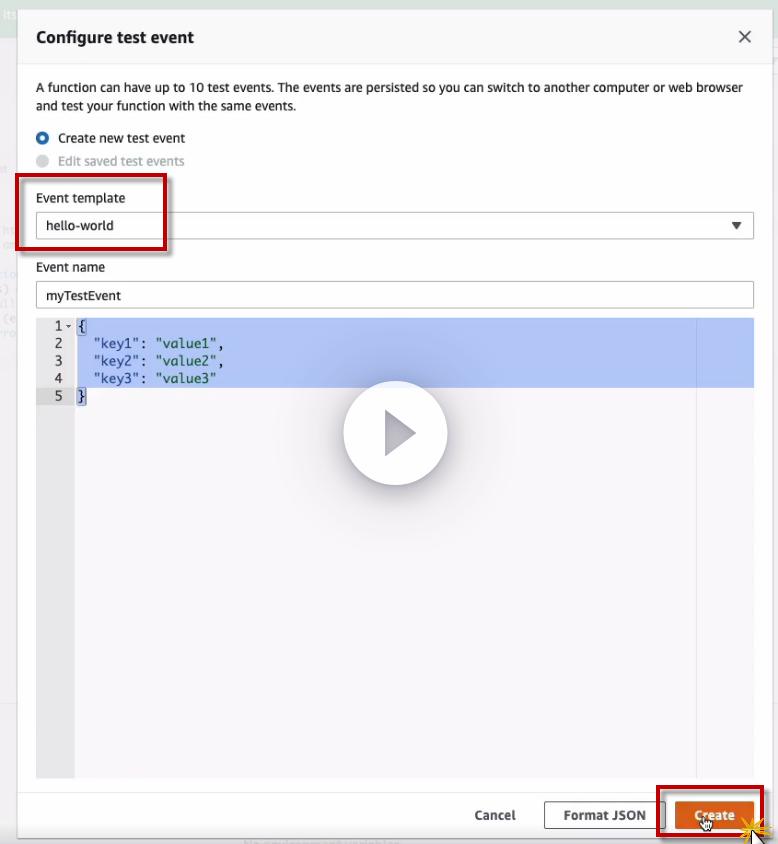 Configure test event
A function can have up to 10 test events. The events are persisted so you can switch to another computer or web browser
and test your function with the same events.
Create new test event
Edit saved test events
Event template
hello-world
Event name
myTestEvent
1 {
2 "key1": "value1",
3 "key2": "value2",
4 "key3": "value3"
5 }
Cancel Format JSON Create